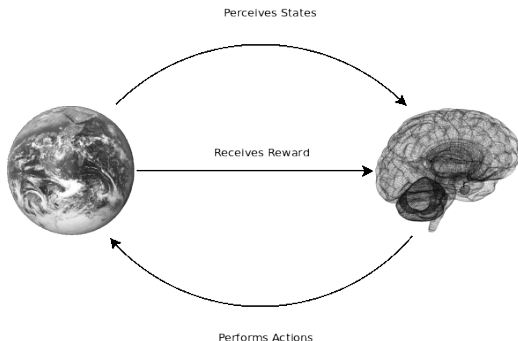 Perceives States
Receives Reward
Performs Actions